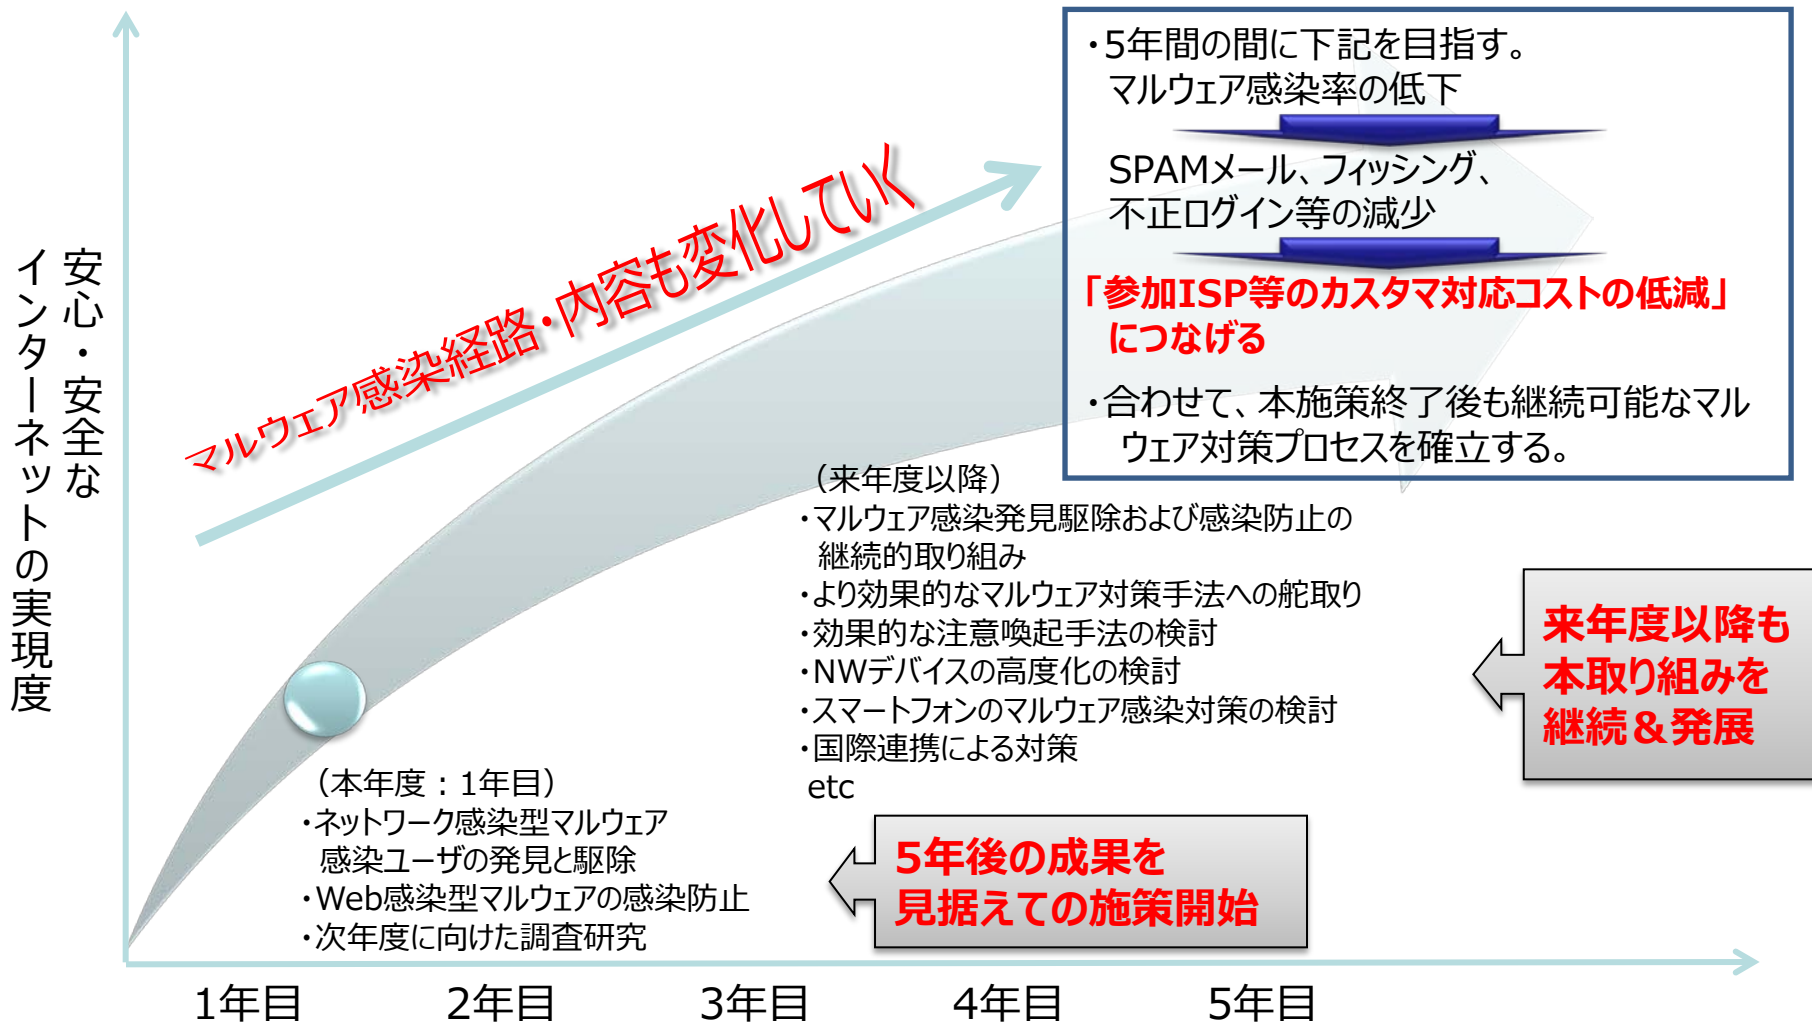 ・5年間の間に下記を目指す。
マルウェア感染率の低下
SPAMメール、フィッシング、
不正ログイン等の減少
「参加ISP等のカスタマ対応コストの低減」
につなげる
・合わせて、本施策終了後も継続可能なマル
ウェア対策プロセスを確立する。
マルウェア感染経路・内容も変化していく
安心・安全な
インターネットの実現度
（来年度以降）
・マルウェア感染発見駆除および感染防止の
継続的取り組み
・より効果的なマルウェア対策手法への舵取り
・効果的な注意喚起手法の検討
・NWデバイスの高度化の検討
・スマートフォンのマルウェア感染対策の検討
・国際連携による対策
etc
来年度以降も
本取り組みを
継続＆発展
（本年度：1年目）
・ネットワーク感染型マルウェア
感染ユーザの発見と駆除
・Web感染型マルウェアの感染防止
・次年度に向けた調査研究
5年後の成果を
見据えての施策開始
1年目 2年目 3年目 4年目 5年目